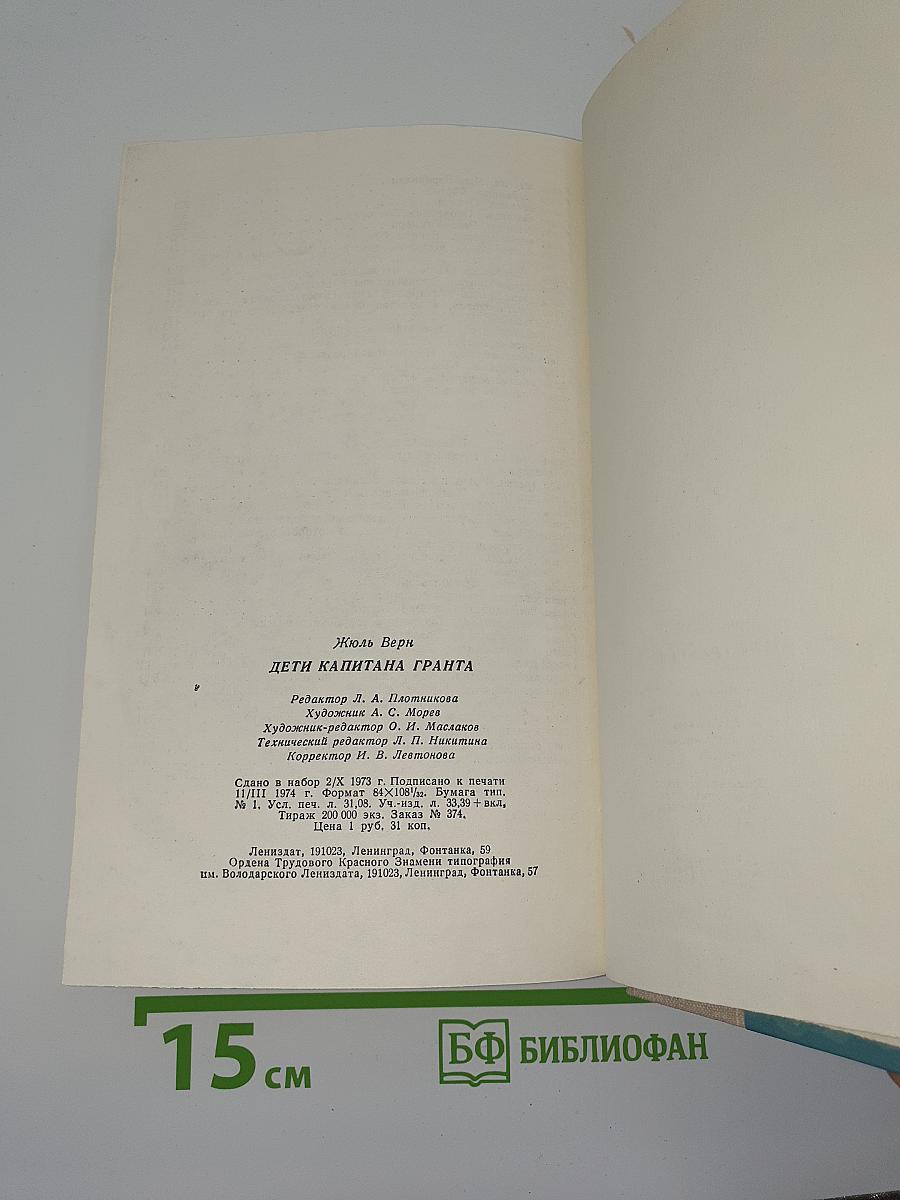 Жюль Верн
ДЕТИ КАПИТАНА ГРАНТА
Редактор Л. А. Плотникова
Художник А. С. Морев
Художник-редактор О. И. Маслаков
Технический редактор Л. П. Никитина
Корректор И. В. Левтонова
Сдано в набор 2/X 1973 г. Подписано к печати
11/III 1974 г. Формат 84×108¹/₃₂. Бумага тип.
№ 1. Усл. печ. л. 31,08. Уч.-изд. л. 33,39 + вкл.
Тираж 200 000 экз. Заказ № 374.
Цена 1 руб. 31 коп.
Лениздат, 191023, Ленинград, Фонтанка, 59
Ордена Трудового Красного Знамени типография
им. Володарского Лениздата, 191023, Ленинград, Фонтанка, 57
15 см
БФ БИБЛИОФАН